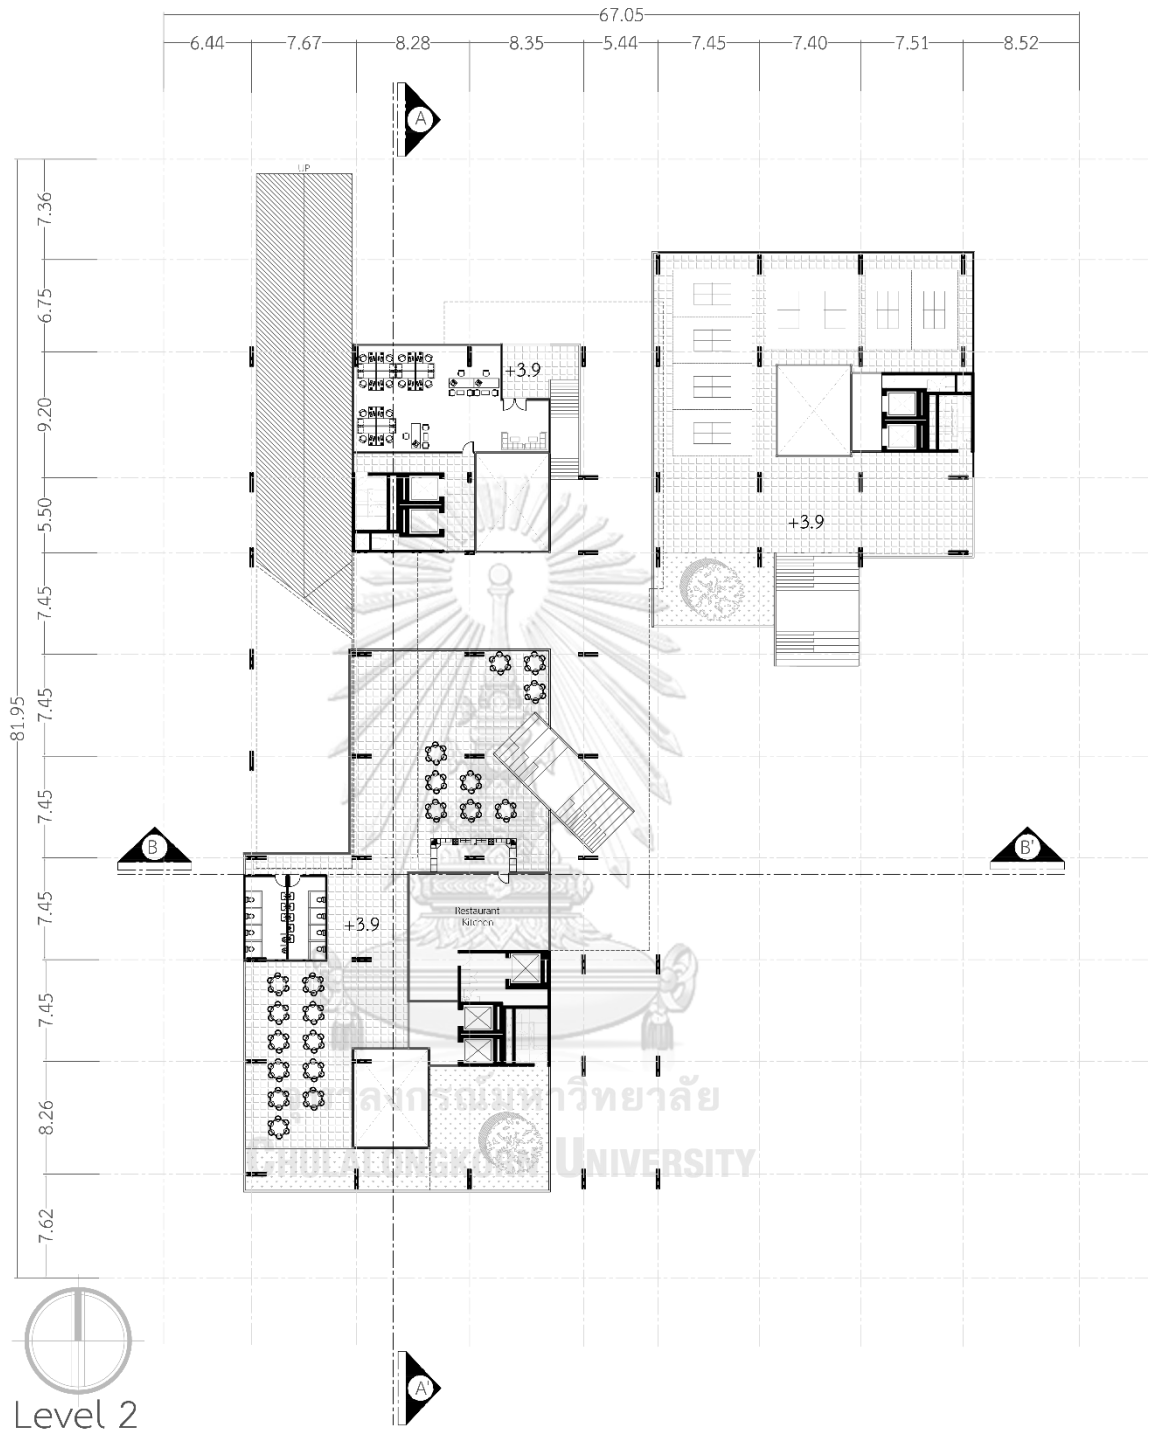 67.05
6.44 7.67 8.28 8.35 5.44 7.45 7.40 7.51 8.52
A
UP
7.36
6.75
+3.9
9.20
5.50
+3.9
7.45
7.45
81.95
7.45
B
B'
7.45
Restaurant
Kitchen
+3.9
7.45
จุฬาลงกรณ์มหาวิทยาลัย
8.26
CHULALONGKORN UNIVERSITY
7.62
A'
Level 2